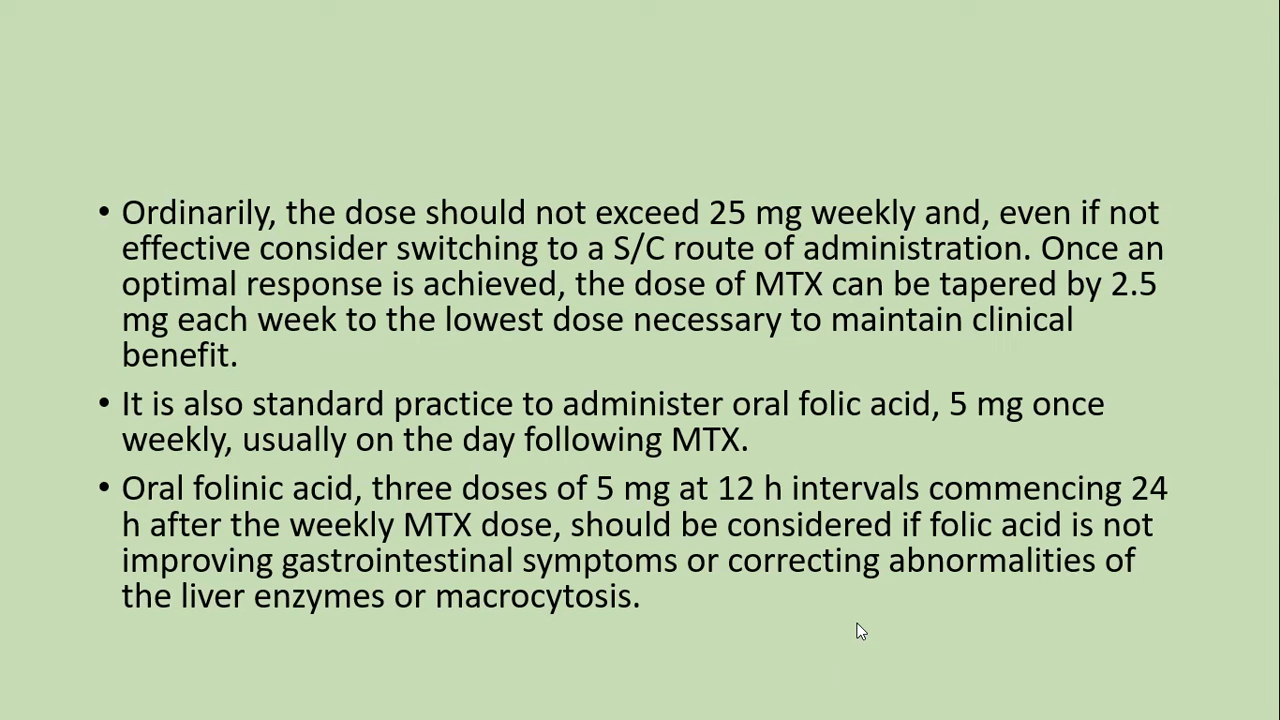 • Ordinarily, the dose should not exceed 25 mg weekly and, even if not
effective consider switching to a S/C route of administration. Once an
optimal response is achieved, the dose of MTX can be tapered by 2.5
mg each week to the lowest dose necessary to maintain clinical
benefit.
• It is also standard practice to administer oral folic acid, 5 mg once
weekly, usually on the day following MTX.
• Oral folinic acid, three doses of 5 mg at 12 h intervals commencing 24
h after the weekly MTX dose, should be considered if folic acid is not
improving gastrointestinal symptoms or correcting abnormalities of
the liver enzymes or macrocytosis.